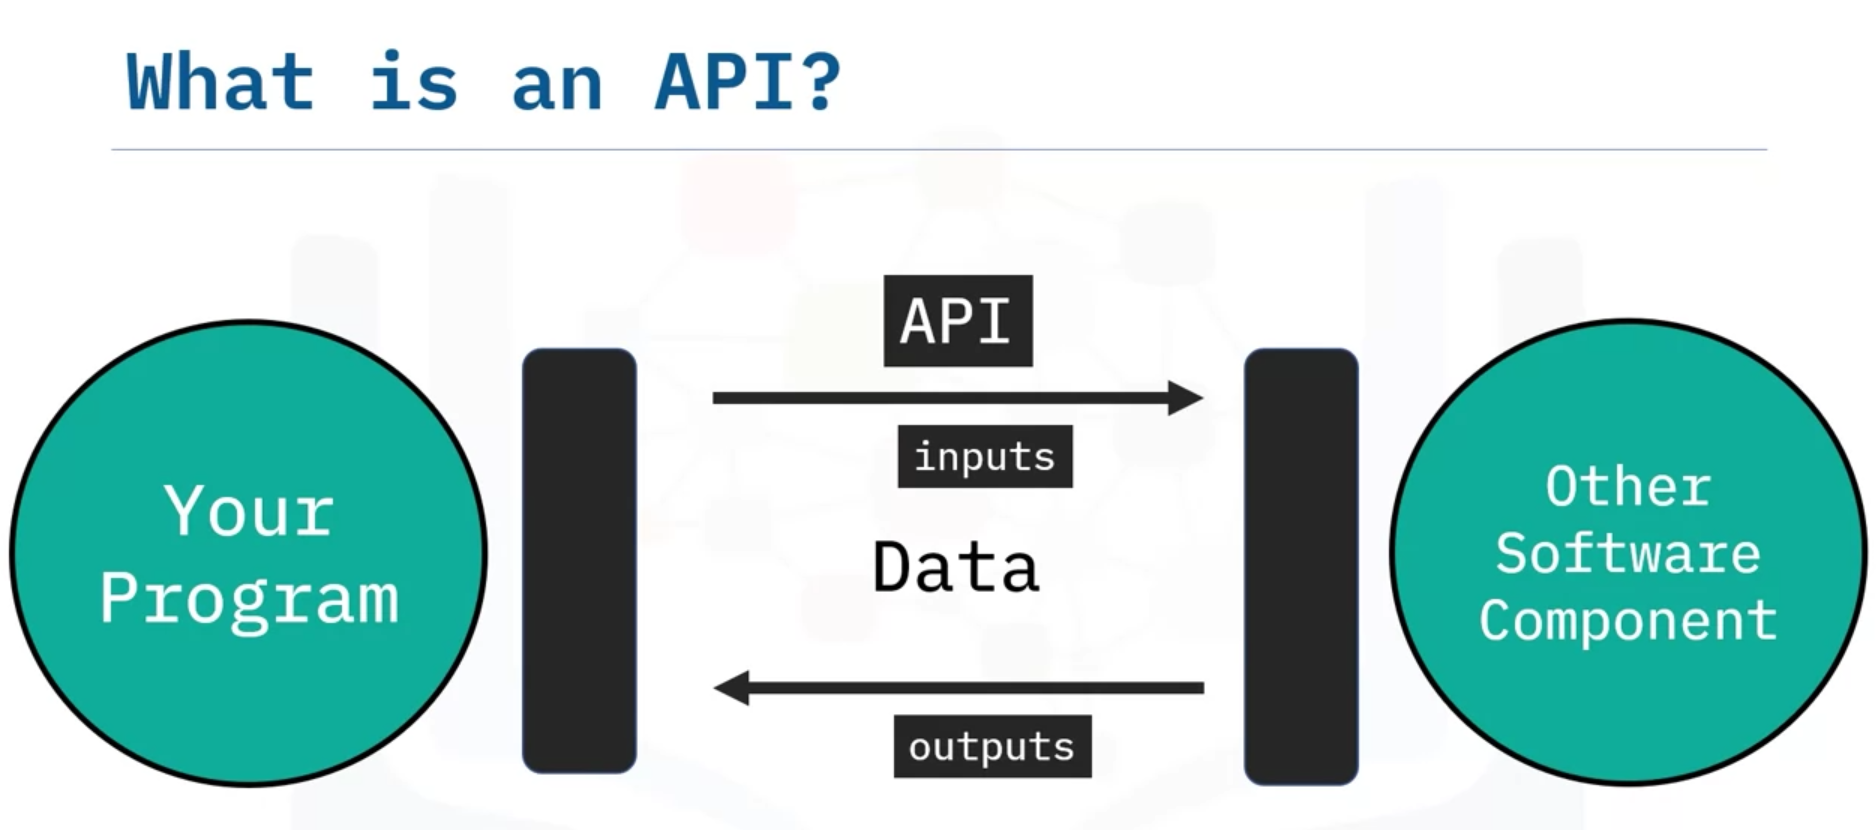 What is an API?
API
inputs
Your
Program
Data
Other
Software
Component
outputs